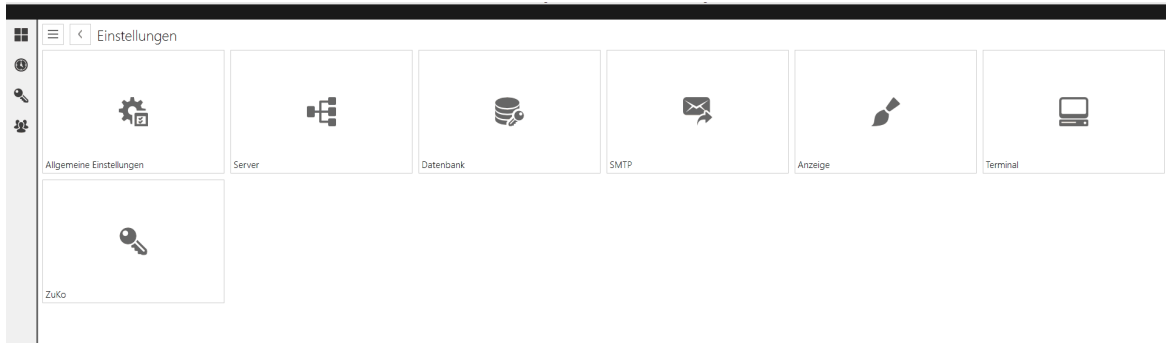 Einstellungen
Allgemeine Einstellungen
Server
Datenbank
SMTP
Anzeige
Terminal
ZuKo